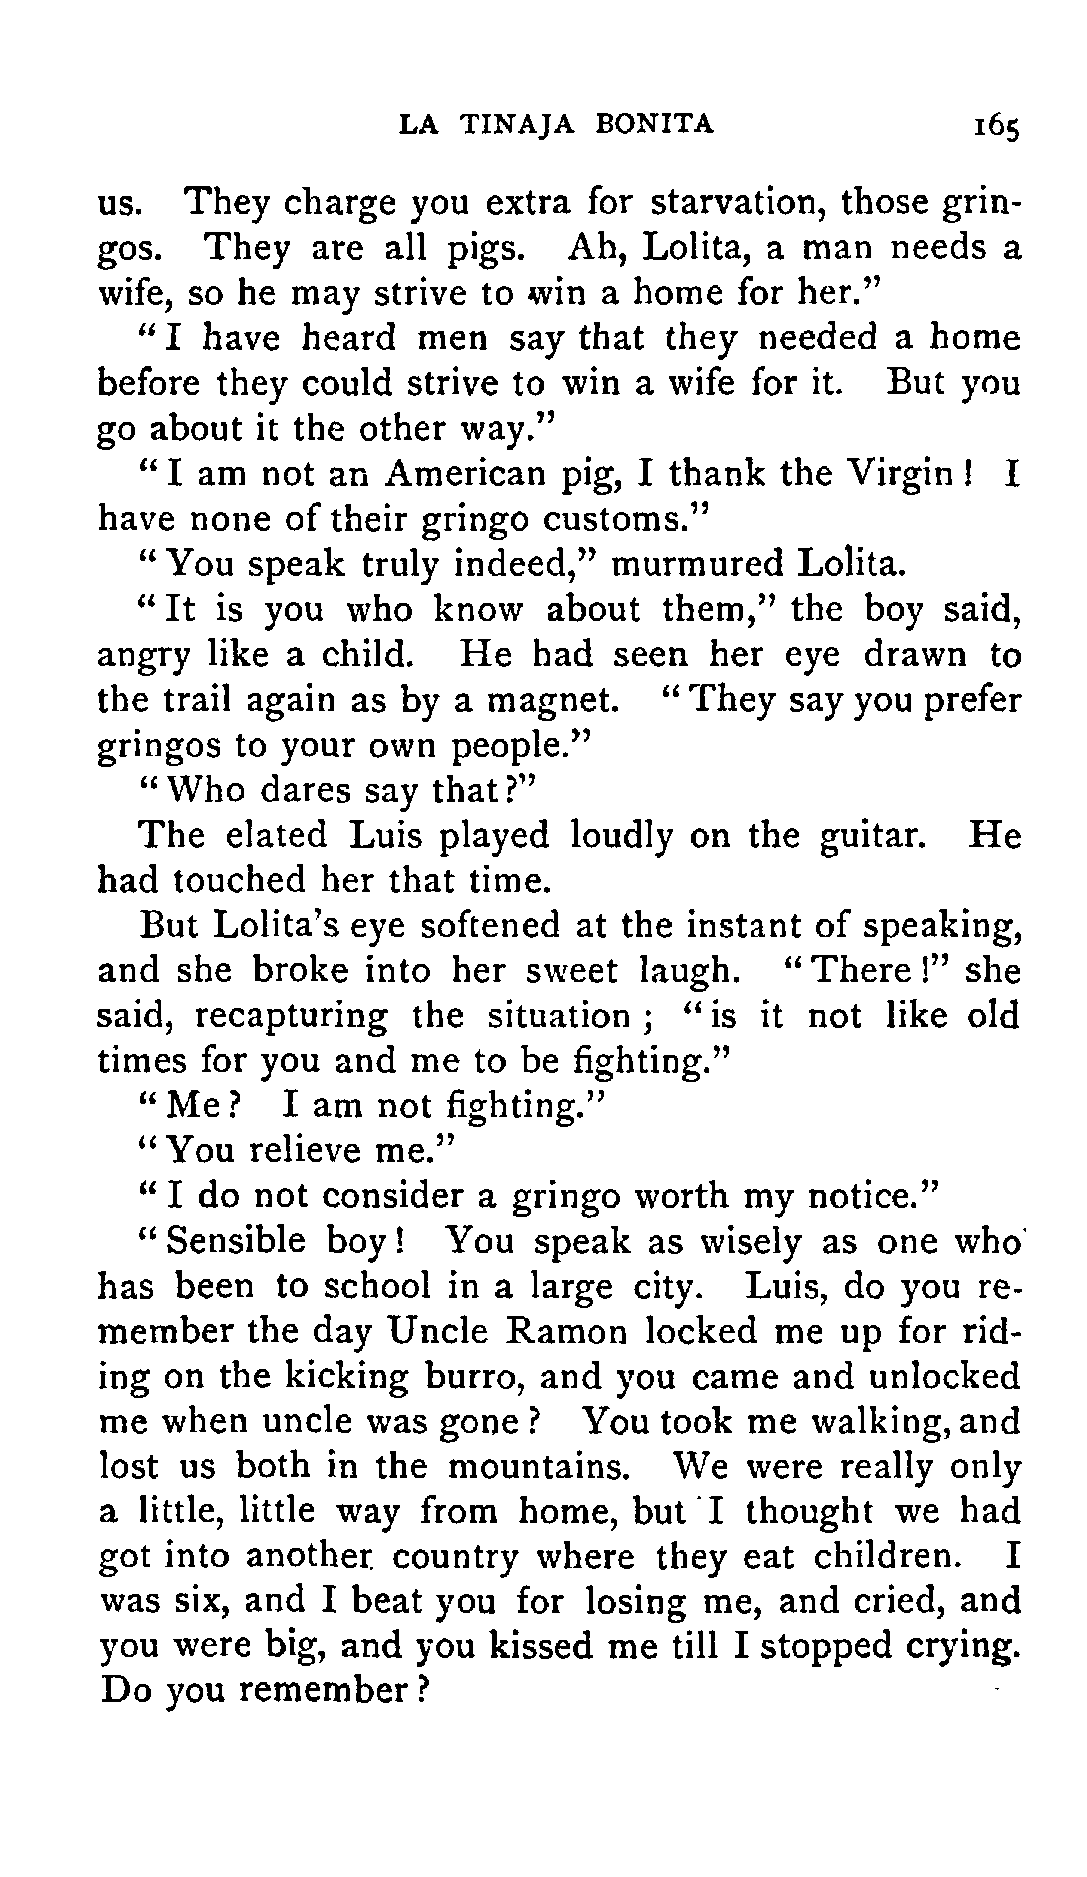 LA TINAJA BONITA 165
us. They charge you extra for starvation, those grin-
gos. They are all pigs. Ah, Lolita, a man needs a
wife, so he may strive to win a home for her.”
“I have heard men say that they needed a home
before they could strive to win a wife for it. But you
go about it the other way.”
“I am not an American pig, I thank the Virgin! I
have none of their gringo customs.”
“You speak truly indeed,” murmured Lolita.
“It is you who know about them,” the boy said,
angry like a child. He had seen her eye drawn to
the trail again as by a magnet. “They say you prefer
gringos to your own people.”
“Who dares say that?”
The elated Luis played loudly on the guitar. He
had touched her that time.
But Lolita’s eye softened at the instant of speaking,
and she broke into her sweet laugh. “There!” she
said, recapturing the situation; “is it not like old
times for you and me to be fighting.”
“Me? I am not fighting.”
“You relieve me.”
“I do not consider a gringo worth my notice.”
“Sensible boy! You speak as wisely as one who
has been to school in a large city. Luis, do you re-
member the day Uncle Ramon locked me up for rid-
ing on the kicking burro, and you came and unlocked
me when uncle was gone? You took me walking, and
lost us both in the mountains. We were really only
a little, little way from home, but I thought we had
got into another country where they eat children. I
was six, and I beat you for losing me, and cried, and
you were big, and you kissed me till I stopped crying.
Do you remember?